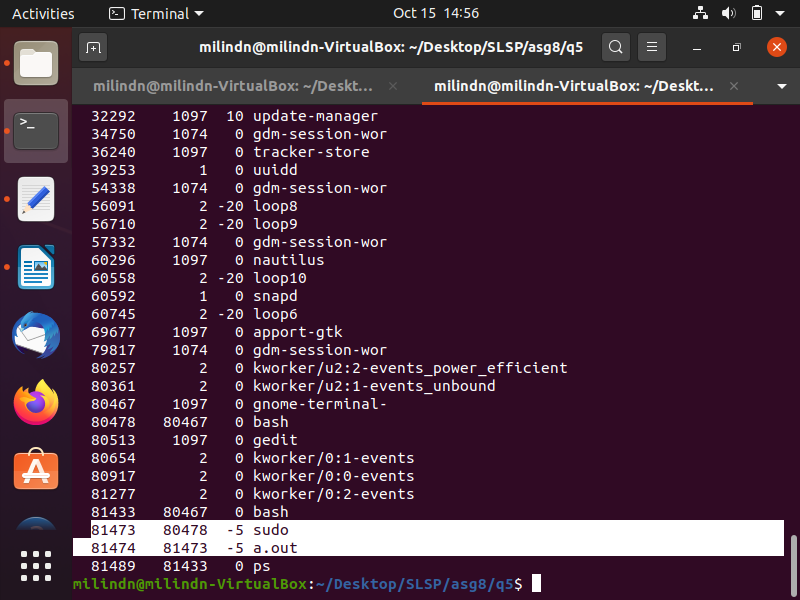 Activities Terminal Oct 15 14:56
milindn@milindn-VirtualBox: ~/Desktop/SLSP/asg8/q5
milindn@milindn-VirtualBox: ~/Deskt... milindn@milindn-VirtualBox: ~/Deskt...
32292 1097 10 update-manager
34750 1074 0 gdm-session-wor
36240 1097 0 tracker-store
39253 1 0 uuidd
54338 1074 0 gdm-session-wor
56091 2 -20 loop8
56710 2 -20 loop9
57332 1074 0 gdm-session-wor
60296 1097 0 nautilus
60558 2 -20 loop10
60592 1 0 snapd
60745 2 -20 loop6
69677 1097 0 apport-gtk
79817 1074 0 gdm-session-wor
80257 2 0 kworker/u2:2-events_power_efficient
80361 2 0 kworker/u2:1-events_unbound
80467 1097 0 gnome-terminal-
80478 80467 0 bash
80513 1097 0 gedit
80654 2 0 kworker/0:1-events
80917 2 0 kworker/0:0-events
81277 2 0 kworker/0:2-events
81433 80467 0 bash
81473 80478 -5 sudo
81474 81473 -5 a.out
81489 81433 0 ps
milindn@milindn-VirtualBox:~/Desktop/SLSP/asg8/q5$